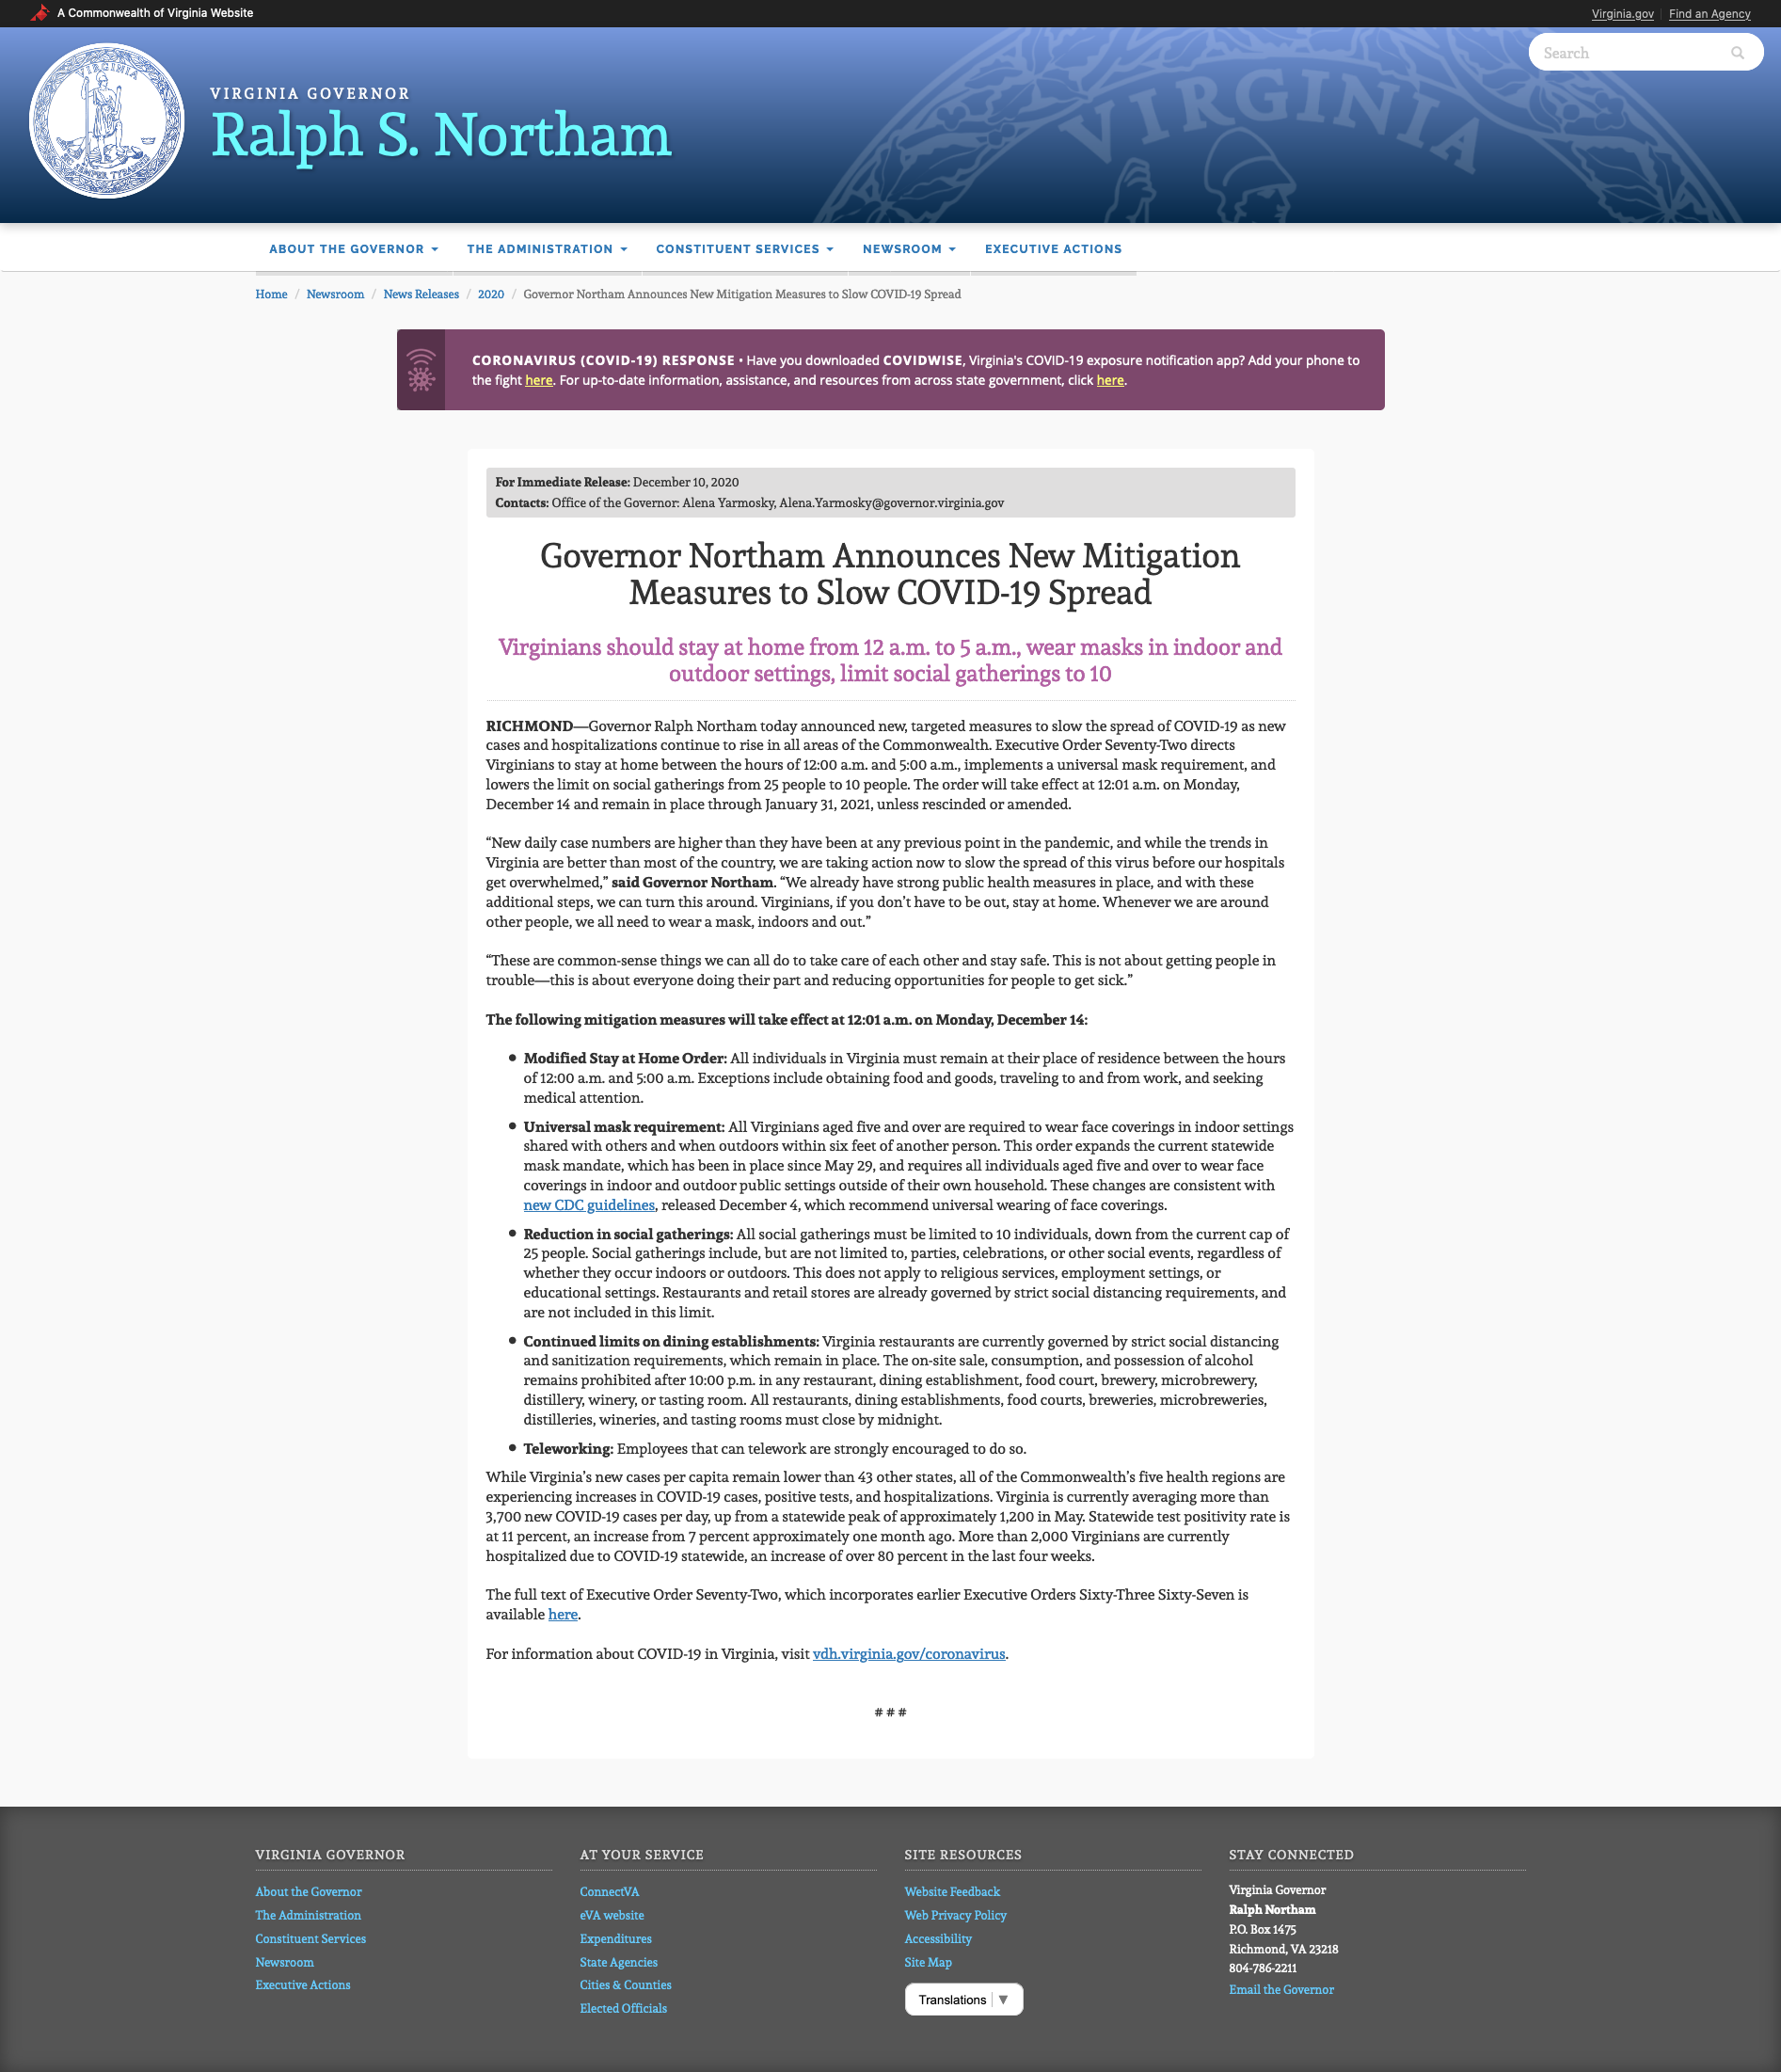 A Commonwealth of Virginia Website
Virginia.gov | Find an Agency
Search
VIRGINIA GOVERNOR
Ralph S. Northam
ABOUT THE GOVERNOR
THE ADMINISTRATION
CONSTITUENT SERVICES
NEWSROOM
EXECUTIVE ACTIONS
Home / Newsroom / News Releases / 2020 / Governor Northam Announces New Mitigation Measures to Slow COVID-19 Spread
CORONAVIRUS (COVID-19) RESPONSE • Have you downloaded COVIDWISE, Virginia's COVID-19 exposure notification app? Add your phone to
the fight here. For up-to-date information, assistance, and resources from across state government, click here.
For Immediate Release: December 10, 2020
Contacts: Office of the Governor: Alena Yarmosky, Alena.Yarmosky@governor.virginia.gov
Governor Northam Announces New Mitigation
Measures to Slow COVID-19 Spread
Virginians should stay at home from 12 a.m. to 5 a.m., wear masks in indoor and
outdoor settings, limit social gatherings to 10
RICHMOND—Governor Ralph Northam today announced new, targeted measures to slow the spread of COVID-19 as new
cases and hospitalizations continue to rise in all areas of the Commonwealth. Executive Order Seventy-Two directs
Virginians to stay at home between the hours of 12:00 a.m. and 5:00 a.m., implements a universal mask requirement, and
lowers the limit on social gatherings from 25 people to 10 people. The order will take effect at 12:01 a.m. on Monday,
December 14 and remain in place through January 31, 2021, unless rescinded or amended.
“New daily case numbers are higher than they have been at any previous point in the pandemic, and while the trends in
Virginia are better than most of the country, we are taking action now to slow the spread of this virus before our hospitals
get overwhelmed,” said Governor Northam. “We already have strong public health measures in place, and with these
additional steps, we can turn this around. Virginians, if you don’t have to be out, stay at home. Whenever we are around
other people, we all need to wear a mask, indoors and out.”
“These are common-sense things we can all do to take care of each other and stay safe. This is not about getting people in
trouble—this is about everyone doing their part and reducing opportunities for people to get sick.”
The following mitigation measures will take effect at 12:01 a.m. on Monday, December 14:
• Modified Stay at Home Order: All individuals in Virginia must remain at their place of residence between the hours
of 12:00 a.m. and 5:00 a.m. Exceptions include obtaining food and goods, traveling to and from work, and seeking
medical attention.
• Universal mask requirement: All Virginians aged five and over are required to wear face coverings in indoor settings
shared with others and when outdoors within six feet of another person. This order expands the current statewide
mask mandate, which has been in place since May 29, and requires all individuals aged five and over to wear face
coverings in indoor and outdoor public settings outside of their own household. These changes are consistent with
new CDC guidelines, released December 4, which recommend universal wearing of face coverings.
• Reduction in social gatherings: All social gatherings must be limited to 10 individuals, down from the current cap of
25 people. Social gatherings include, but are not limited to, parties, celebrations, or other social events, regardless of
whether they occur indoors or outdoors. This does not apply to religious services, employment settings, or
educational settings. Restaurants and retail stores are already governed by strict social distancing requirements, and
are not included in this limit.
• Continued limits on dining establishments: Virginia restaurants are currently governed by strict social distancing
and sanitization requirements, which remain in place. The on-site sale, consumption, and possession of alcohol
remains prohibited after 10:00 p.m. in any restaurant, dining establishment, food court, brewery, microbrewery,
distillery, winery, or tasting room. All restaurants, dining establishments, food courts, breweries, microbreweries,
distilleries, wineries, and tasting rooms must close by midnight.
• Teleworking: Employees that can telework are strongly encouraged to do so.
While Virginia’s new cases per capita remain lower than 43 other states, all of the Commonwealth’s five health regions are
experiencing increases in COVID-19 cases, positive tests, and hospitalizations. Virginia is currently averaging more than
3,700 new COVID-19 cases per day, up from a statewide peak of approximately 1,200 in May. Statewide test positivity rate is
at 11 percent, an increase from 7 percent approximately one month ago. More than 2,000 Virginians are currently
hospitalized due to COVID-19 statewide, an increase of over 80 percent in the last four weeks.
The full text of Executive Order Seventy-Two, which incorporates earlier Executive Orders Sixty-Three Sixty-Seven is
available here.
For information about COVID-19 in Virginia, visit vdh.virginia.gov/coronavirus.
# # #
VIRGINIA GOVERNOR
About the Governor
The Administration
Constituent Services
Newsroom
Executive Actions
AT YOUR SERVICE
ConnectVA
eVA website
Expenditures
State Agencies
Cities & Counties
Elected Officials
SITE RESOURCES
Website Feedback
Web Privacy Policy
Accessibility
Site Map
Translations | ▼
STAY CONNECTED
Virginia Governor
Ralph Northam
P.O. Box 1475
Richmond, VA 23218
804-786-2211
Email the Governor
VIRGINIA
VIRGINIA